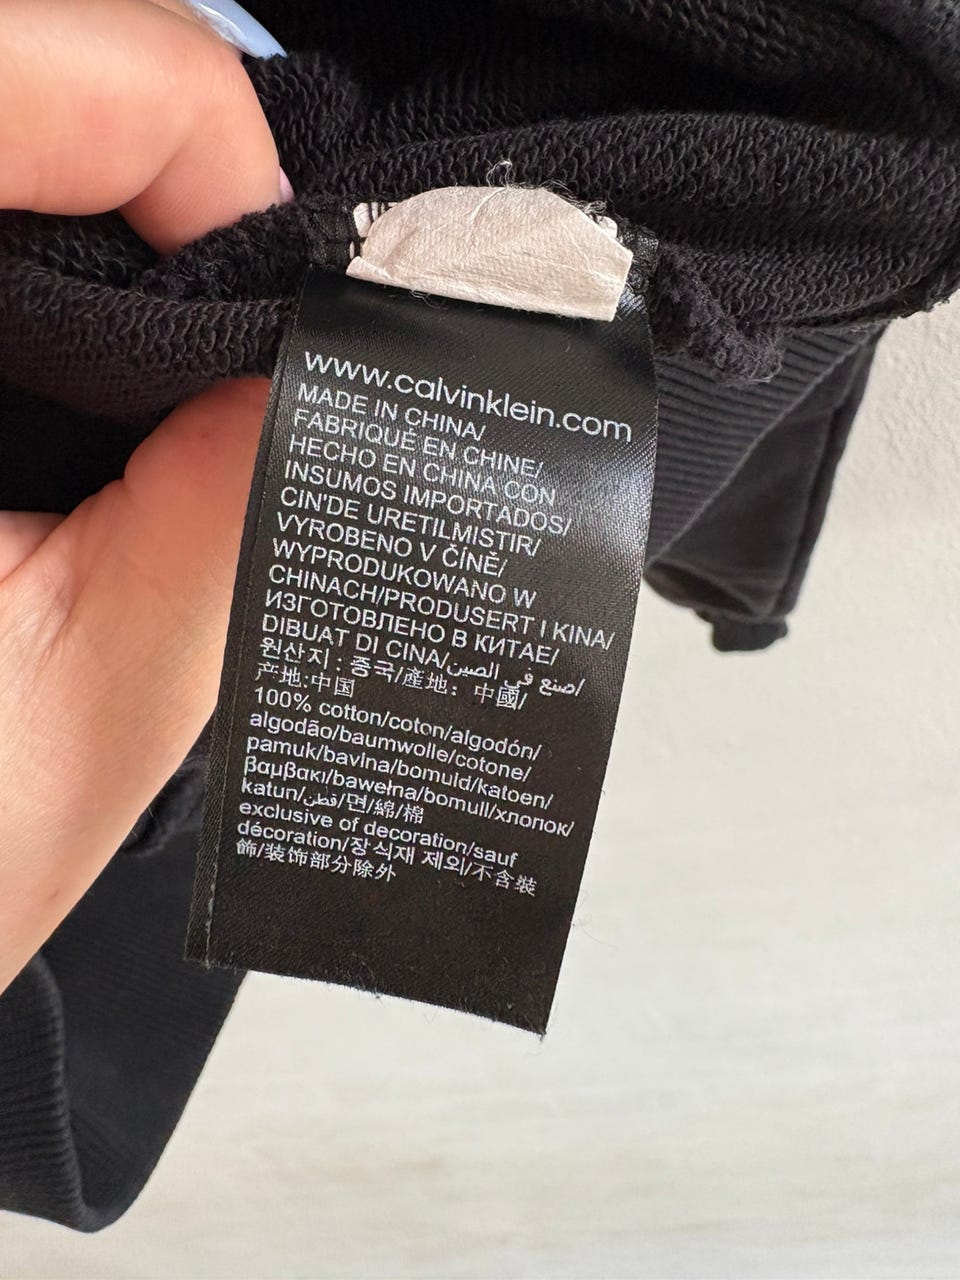 www.calvinklein.com
MADE IN CHINA/
FABRIQUÉ EN CHINE/
HECHO EN CHINA CON
INSUMOS IMPORTADOS/
CIN'DE URETILMISTIR/
VYROBENO V ČÍNĚ/
WYPRODUKOWANO W
CHINACH/PRODUSERT I KINA/
ИЗГОТОВЛЕНО В КИТАЕ/
DIBUAT DI CINA/صنع في الصين/
원산지 : 중국/產地：中國/
产地:中国
100% cotton/coton/algodón/
algodão/baumwolle/cotone/
pamuk/bavlna/bomuld/katoen/
βαμβακι/bawełna/bomull/хлопок/
katun/قطن/면/綿/棉
exclusive of decoration/sauf
décoration/장식재 제외/不含裝
飾/装饰部分除外